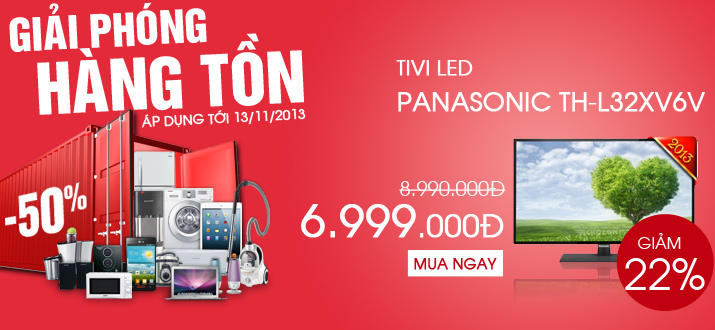 GIẢI PHÓNG
HÀNG TỒN
ÁP DỤNG TỚI 13/11/2013
-50%
TIVI LED
PANASONIC TH-L32XV6V
8.990.000Đ
6.999.000Đ
MUA NGAY
2013
GIẢM
22%